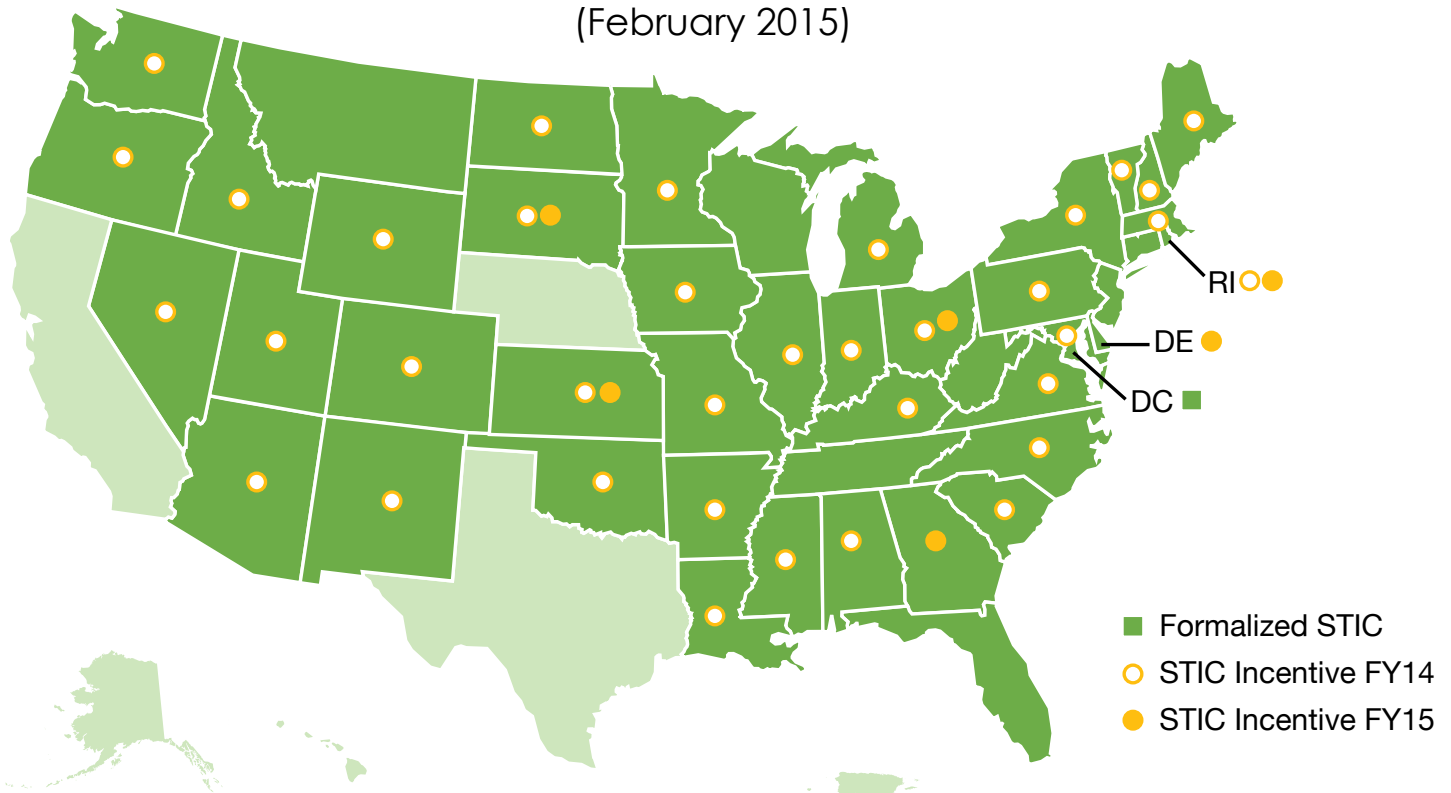 (February 2015)
RI
DE
DC
Formalized STIC
STIC Incentive FY14
STIC Incentive FY15